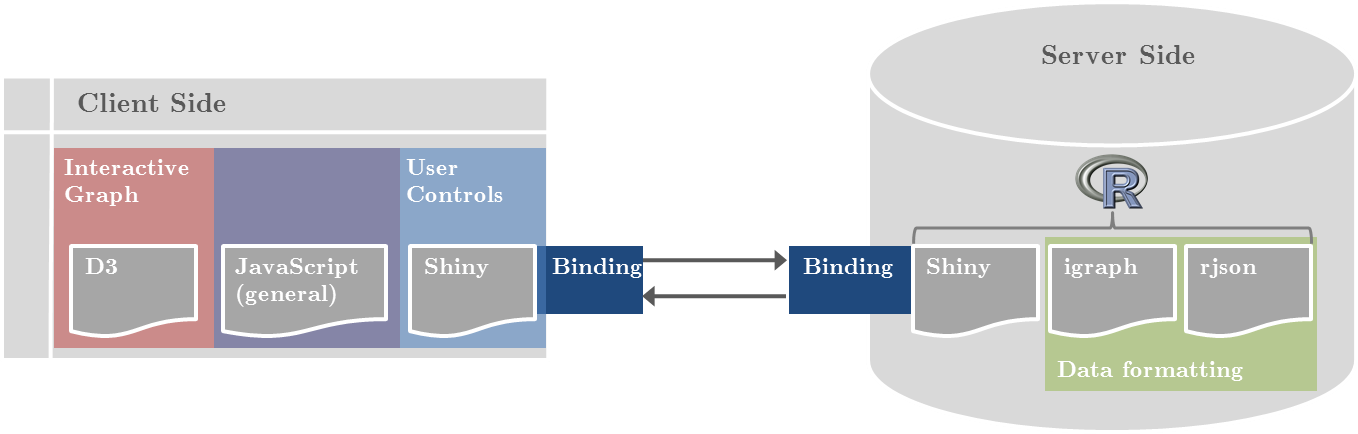 Server Side
Client Side
Interactive
Graph
User
Controls
D3
JavaScript
(general)
Shiny
Binding
Binding
Shiny
R
igraph
rjson
Data formatting